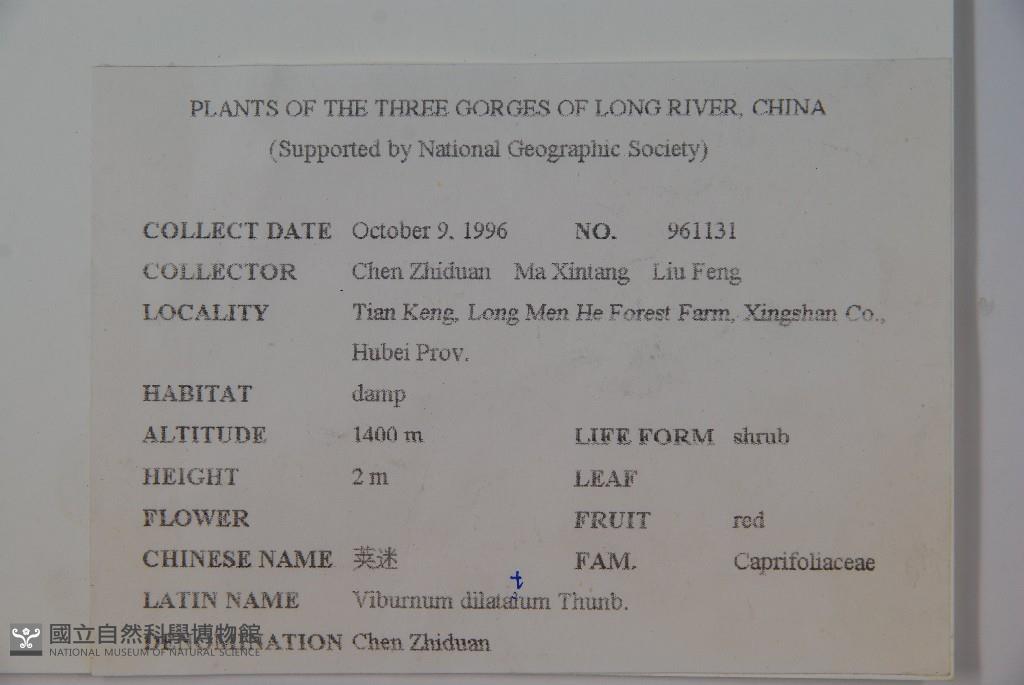 PLANTS OF THE THREE GORGES OF LONG RIVER, CHINA
(Supported by National Geographic Society)
COLLECT DATE October 9, 1996 NO. 961131
COLLECTOR Chen Zhiduan Ma Xintang Liu Feng
LOCALITY Tian Keng, Long Men He Forest Farm, Xingshan Co.,
Hubei Prov.
HABITAT damp
ALTITUDE 1400 m LIFE FORM shrub
HEIGHT 2 m LEAF
FLOWER FRUIT red
CHINESE NAME 荚迷 FAM. Caprifoliaceae
t
LATIN NAME Viburnum dilataium Thunb.
DENOMINATION Chen Zhiduan
國立自然科學博物館
NATIONAL MUSEUM OF NATURAL SCIENCE